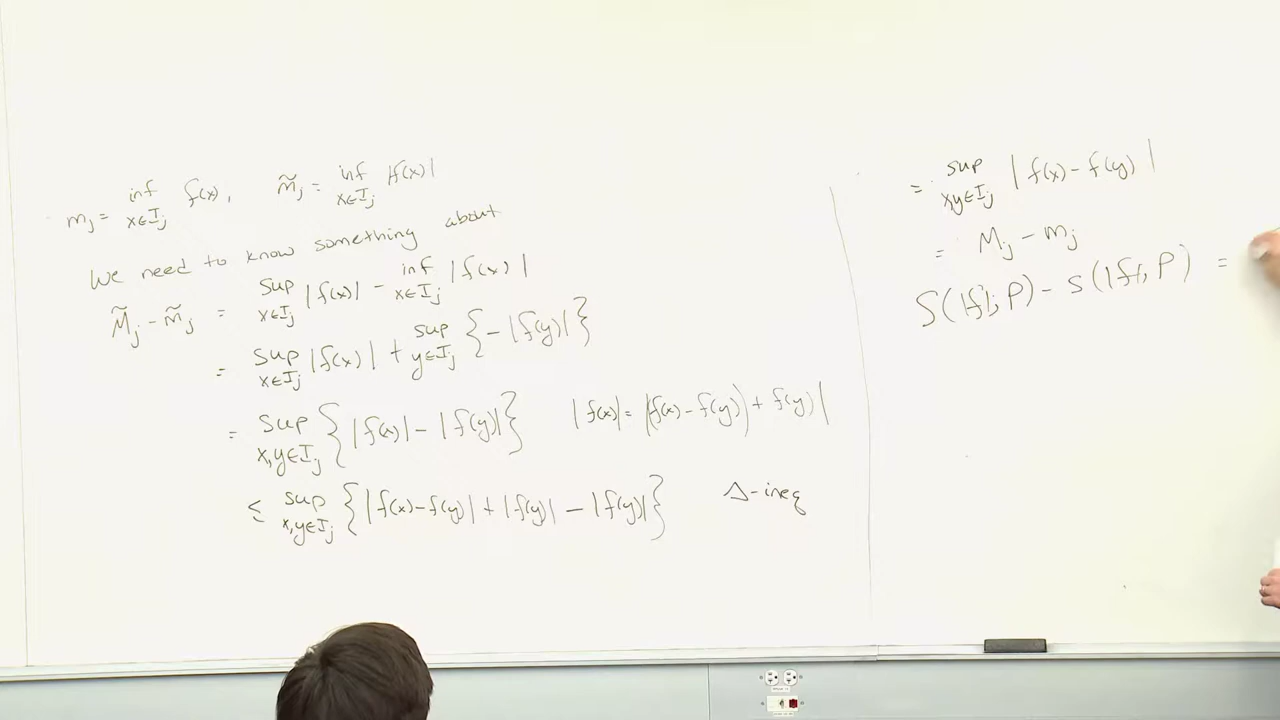 m_j = inf_{x∈I_j} f(x), m̃_j = inf_{x∈I_j} |f(x)|
We need to know something about
M̃_j - m̃_j = sup_{x∈I_j} |f(x)| - inf_{x∈I_j} |f(x)|
= sup_{x∈I_j} |f(x)| + sup_{y∈I_j} {-|f(y)|}
= sup_{x,y∈I_j} {|f(x)| - |f(y)|} |f(x)| = |(f(x) - f(y)) + f(y)|
≤ sup_{x,y∈I_j} {|f(x) - f(y)| + |f(y)| - |f(y)|} Δ-ineq
= sup_{x,y∈I_j} |f(x) - f(y)|
= M_j - m_j
S(|f|; P) - s(|f|, P) =